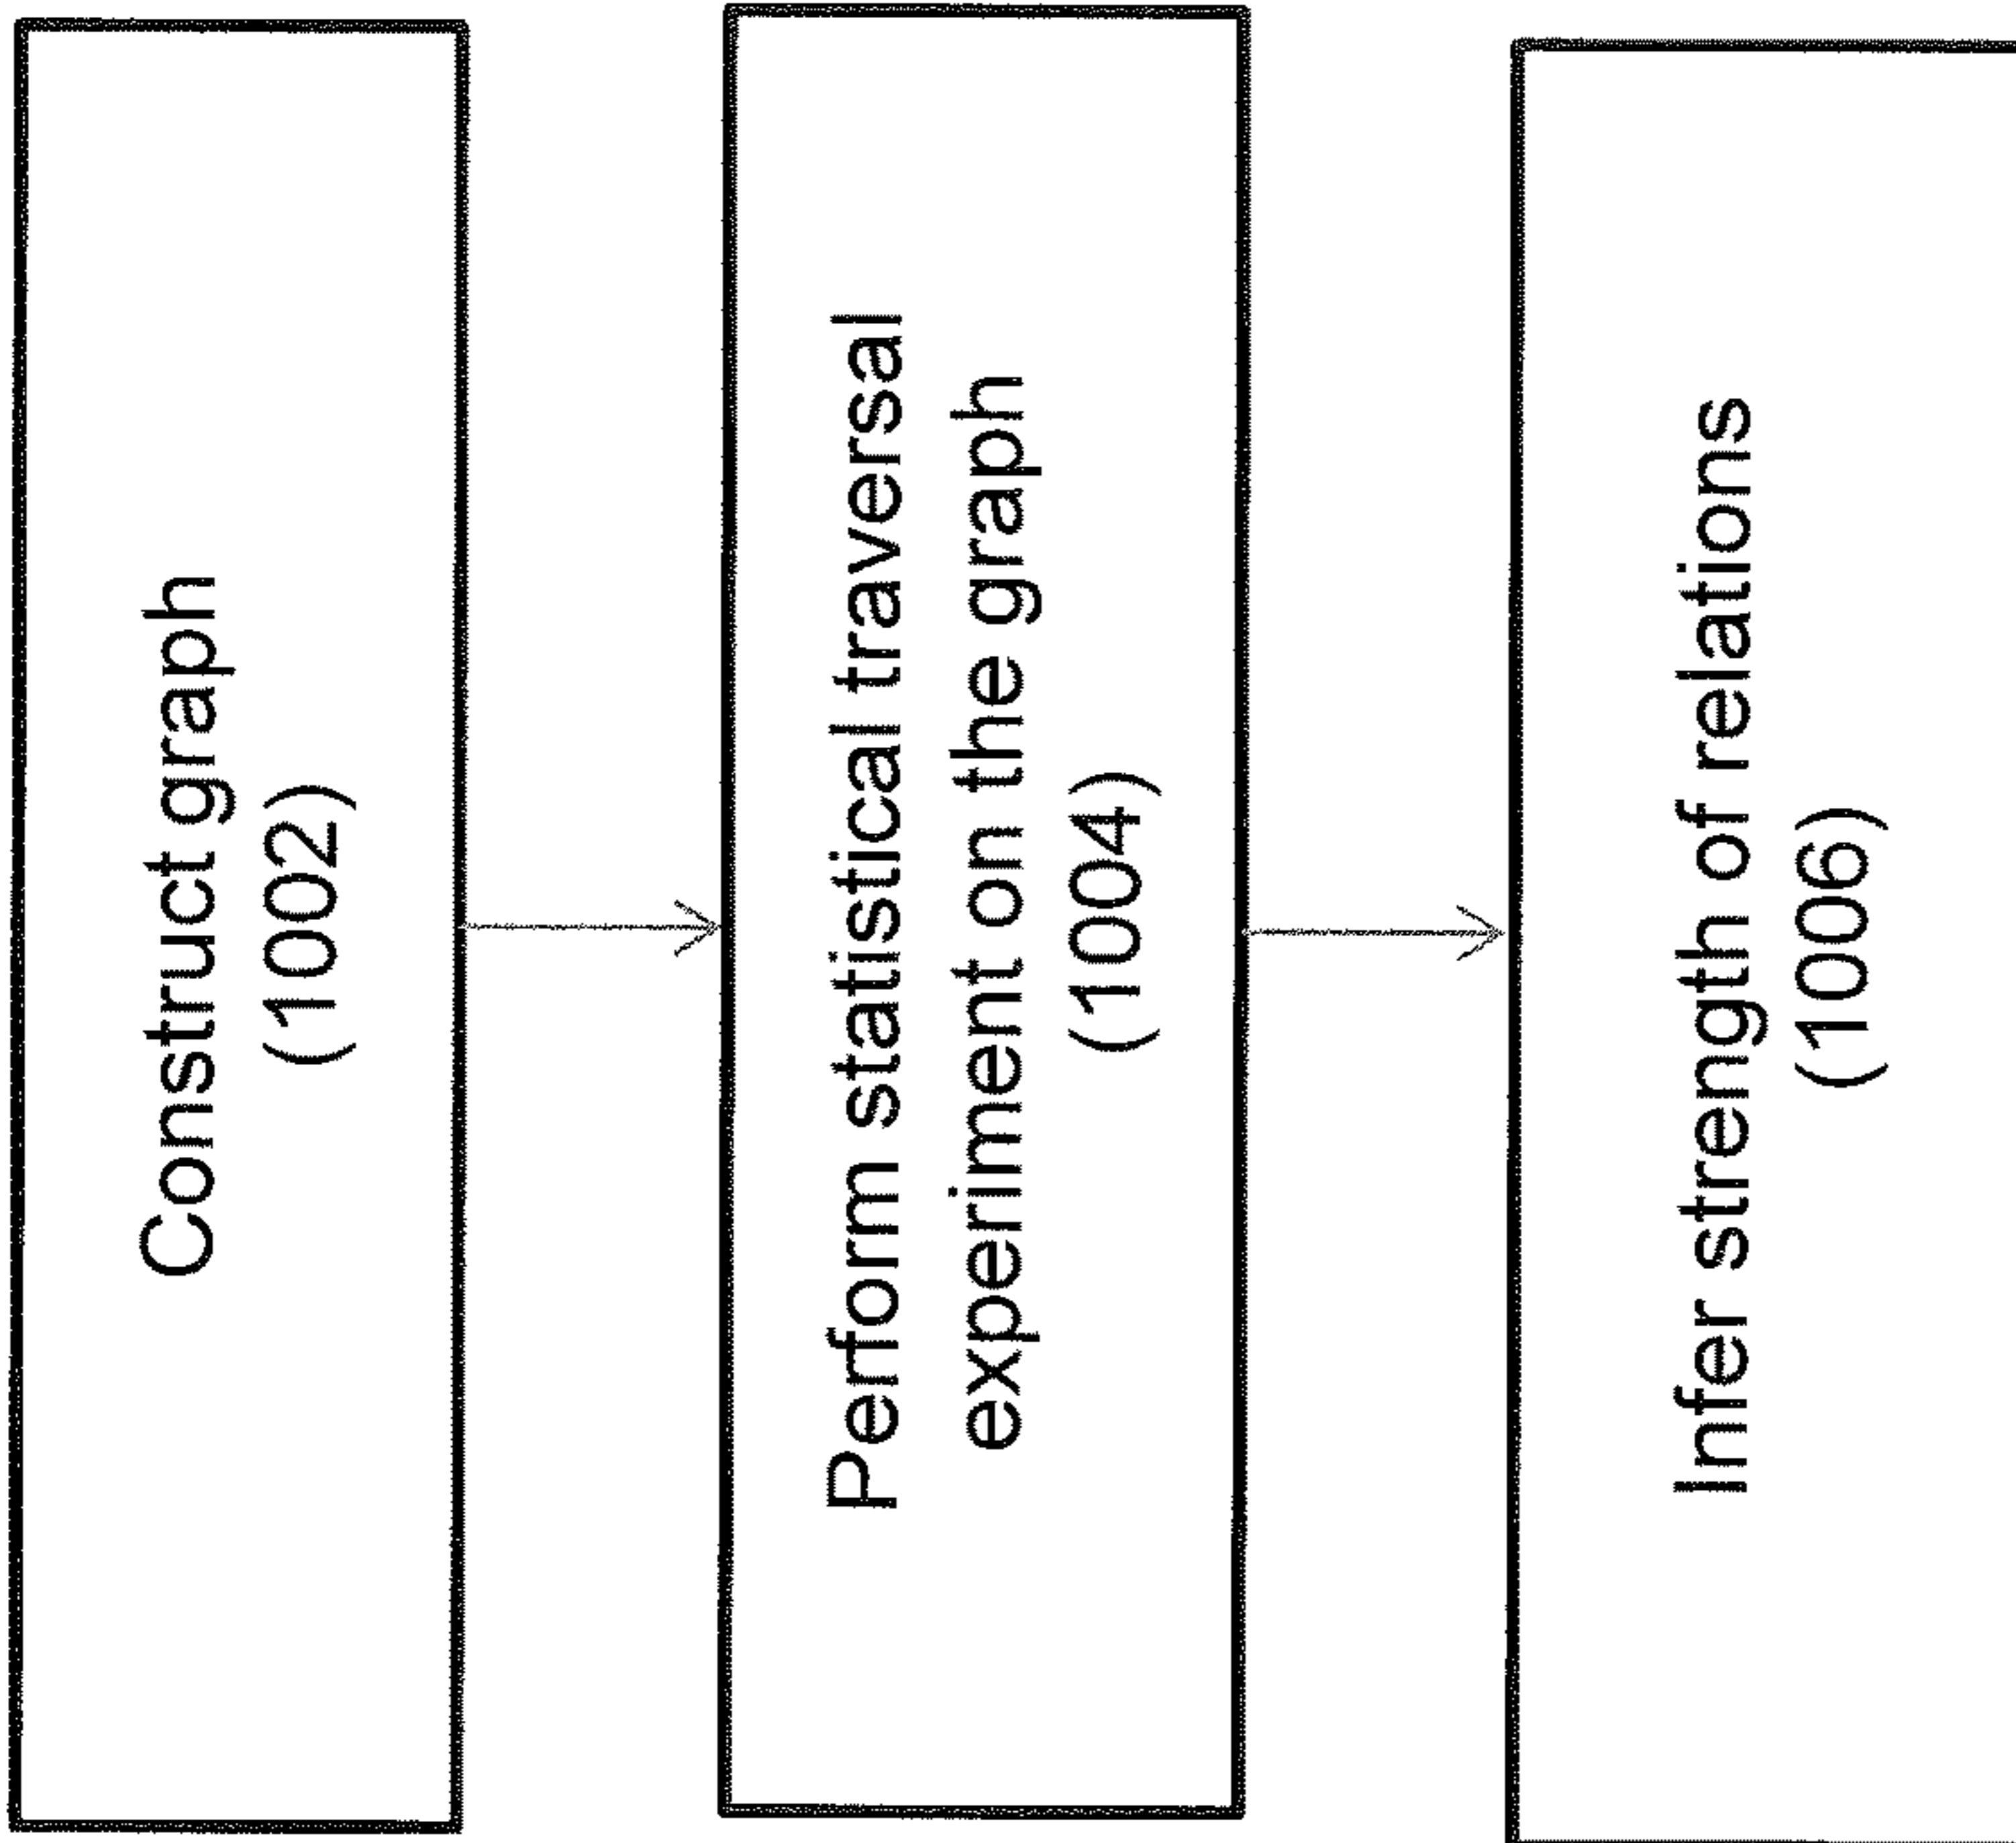 Construct graph
(1002)
Perform statistical traversal
experiment on the graph
(1004)
Infer strength of relations
(1006)